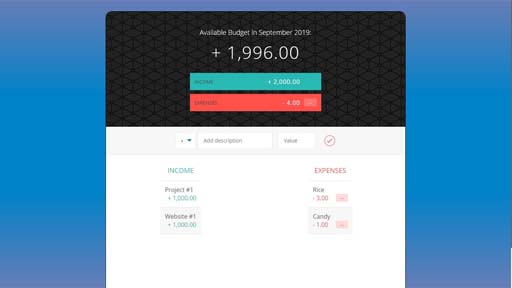 Available Budget in September 2019:
+ 1,996.00
INCOME + 2,000.00
EXPENSES - 4.00
Add description Value
INCOME
Project #1
+ 1,000.00
Website #1
+ 1,000.00
EXPENSES
Rice
- 3.00
Candy
- 1.00